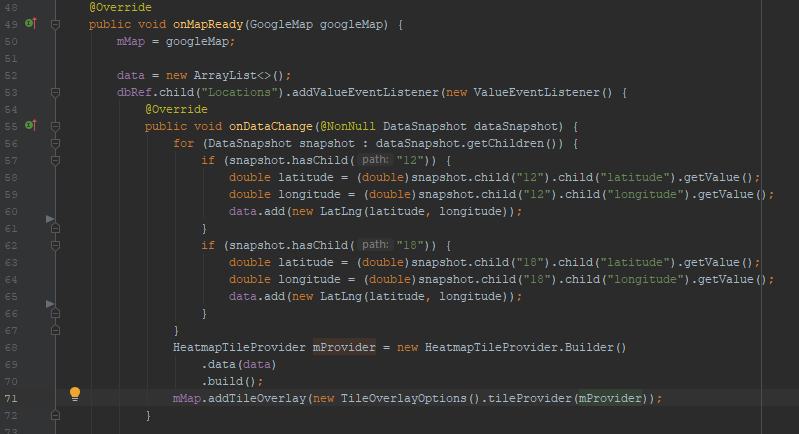 48 @Override
49 public void onMapReady(GoogleMap googleMap) {
50 mMap = googleMap;
51
52 data = new ArrayList<>();
53 dbRef.child("Locations").addValueEventListener(new ValueEventListener() {
54 @Override
55 public void onDataChange(@NonNull DataSnapshot dataSnapshot) {
56 for (DataSnapshot snapshot : dataSnapshot.getChildren()) {
57 if (snapshot.hasChild( path: "12")) {
58 double latitude = (double)snapshot.child("12").child("latitude").getValue();
59 double longitude = (double)snapshot.child("12").child("longitude").getValue();
60 data.add(new LatLng(latitude, longitude));
61 }
62 if (snapshot.hasChild( path: "18")) {
63 double latitude = (double)snapshot.child("18").child("latitude").getValue();
64 double longitude = (double)snapshot.child("18").child("longitude").getValue();
65 data.add(new LatLng(latitude, longitude));
66 }
67 }
68 HeatmapTileProvider mProvider = new HeatmapTileProvider.Builder()
69 .data(data)
70 .build();
71 mMap.addTileOverlay(new TileOverlayOptions().tileProvider(mProvider));
72 }
73